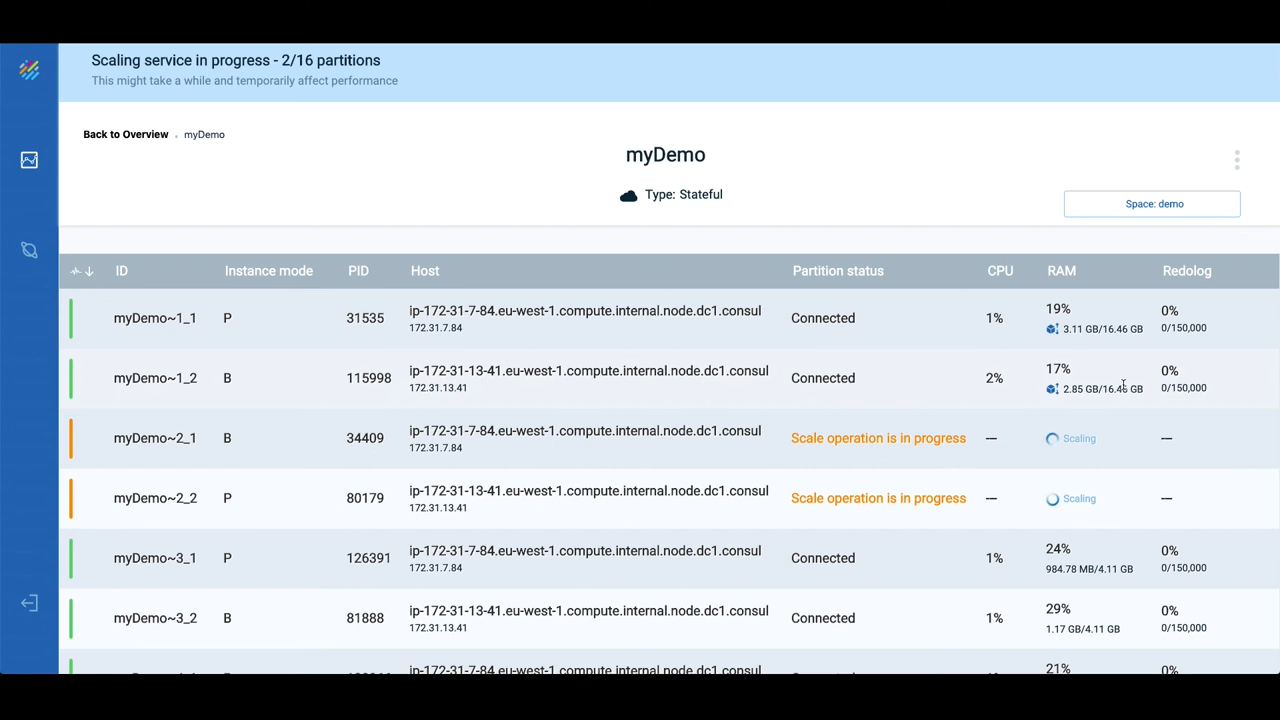 Scaling service in progress - 2/16 partitions
This might take a while and temporarily affect performance
Back to Overview . myDemo
myDemo
Type: Stateful
Space: demo
ID Instance mode PID Host Partition status CPU RAM Redolog
myDemo~1_1 P 31535 ip-172-31-7-84.eu-west-1.compute.internal.node.dc1.consul Connected 1% 19% 0%
172.31.7.84 3.11 GB/16.46 GB 0/150,000
myDemo~1_2 B 115998 ip-172-31-13-41.eu-west-1.compute.internal.node.dc1.consul Connected 2% 17% 0%
172.31.13.41 2.85 GB/16.46 GB 0/150,000
myDemo~2_1 B 34409 ip-172-31-7-84.eu-west-1.compute.internal.node.dc1.consul Scale operation is in progress — Scaling —
172.31.7.84
myDemo~2_2 P 80179 ip-172-31-13-41.eu-west-1.compute.internal.node.dc1.consul Scale operation is in progress — Scaling —
172.31.13.41
myDemo~3_1 P 126391 ip-172-31-7-84.eu-west-1.compute.internal.node.dc1.consul Connected 1% 24% 0%
172.31.7.84 984.78 MB/4.11 GB 0/150,000
myDemo~3_2 B 81888 ip-172-31-13-41.eu-west-1.compute.internal.node.dc1.consul Connected 1% 29% 0%
172.31.13.41 1.17 GB/4.11 GB 0/150,000
ip-172-31-7-84.eu-west-1.compute.internal.node.dc1.consul 21% 0%